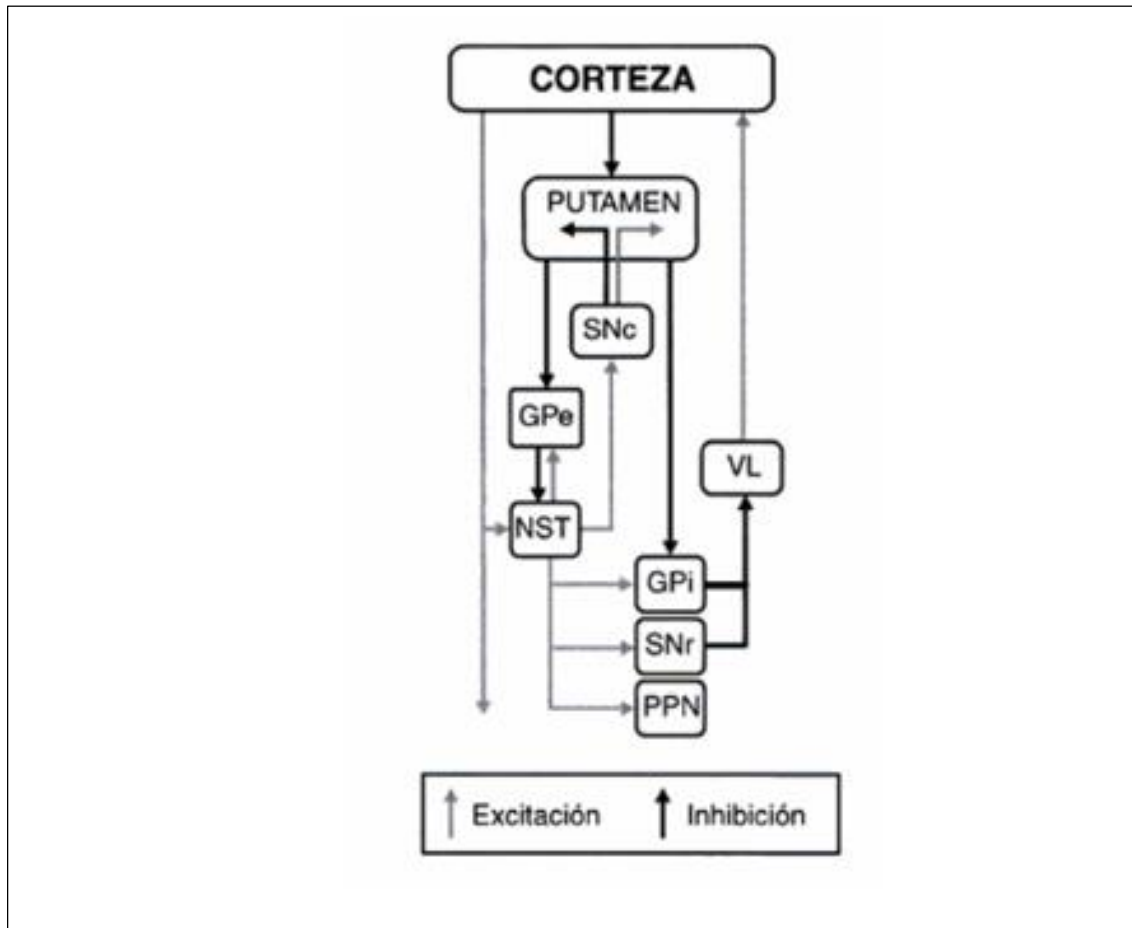 CORTEZA
PUTAMEN
SNc
GPe
VL
NST
GPi
SNr
PPN
Excitación Inhibición